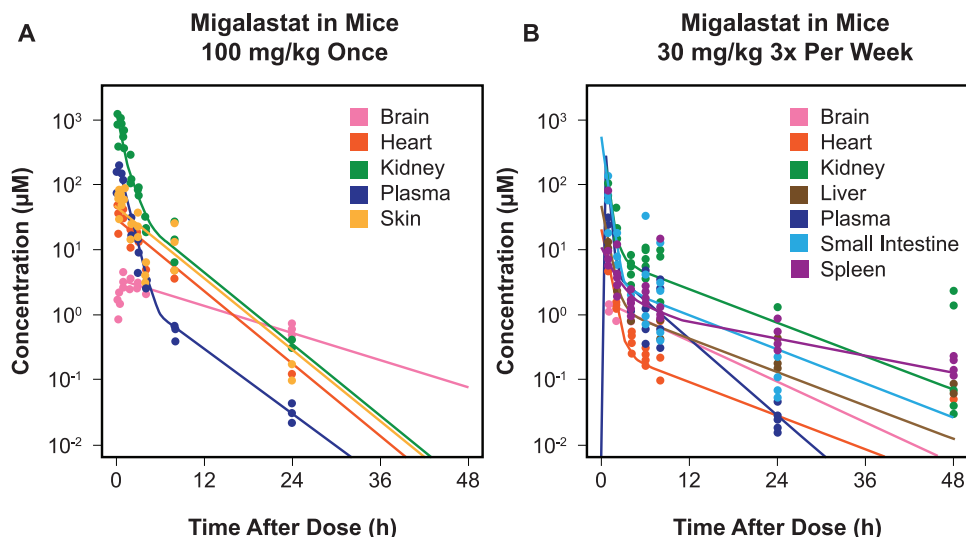 A
Migalastat in Mice
100 mg/kg Once
Concentration (µM)
10³
10²
10¹
10⁰
10⁻¹
10⁻²
Brain
Heart
Kidney
Plasma
Skin
0
12
24
36
48
Time After Dose (h)
B
Migalastat in Mice
30 mg/kg 3x Per Week
Concentration (µM)
10³
10²
10¹
10⁰
10⁻¹
10⁻²
Brain
Heart
Kidney
Liver
Plasma
Small Intestine
Spleen
0
12
24
36
48
Time After Dose (h)